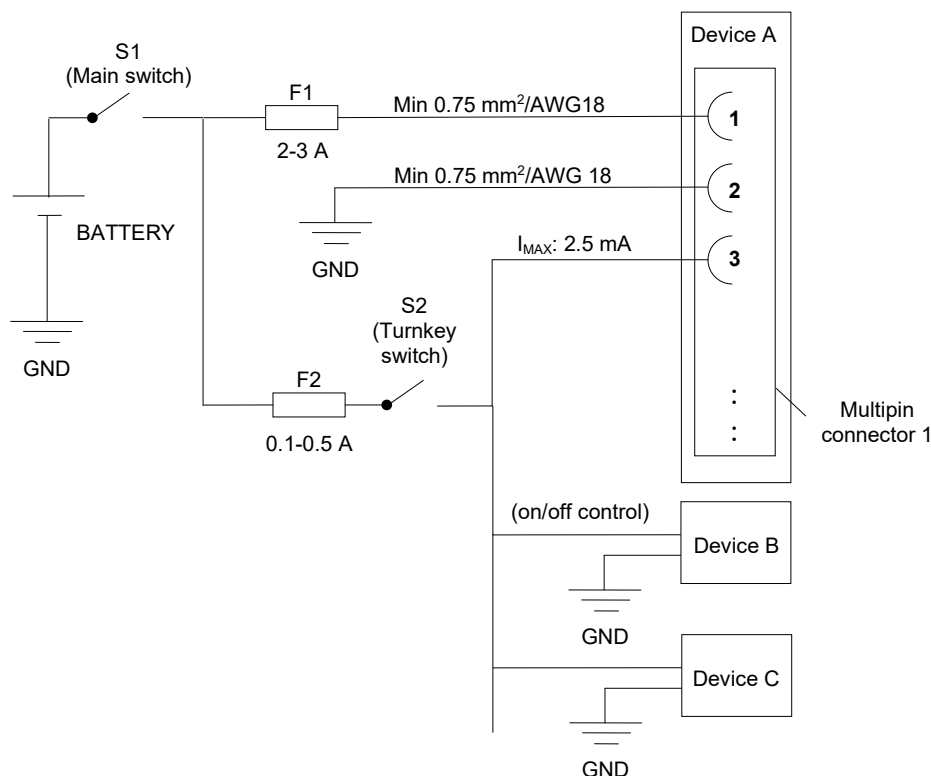 Device A
S1
(Main switch)
F1
Min 0.75 mm²/AWG18
1
2-3 A
Min 0.75 mm²/AWG 18
2
BATTERY
GND
I_MAX: 2.5 mA
3
GND
S2
(Turnkey
switch)
F2
0.1-0.5 A
Multipin
connector 1
(on/off control)
Device B
GND
Device C
GND